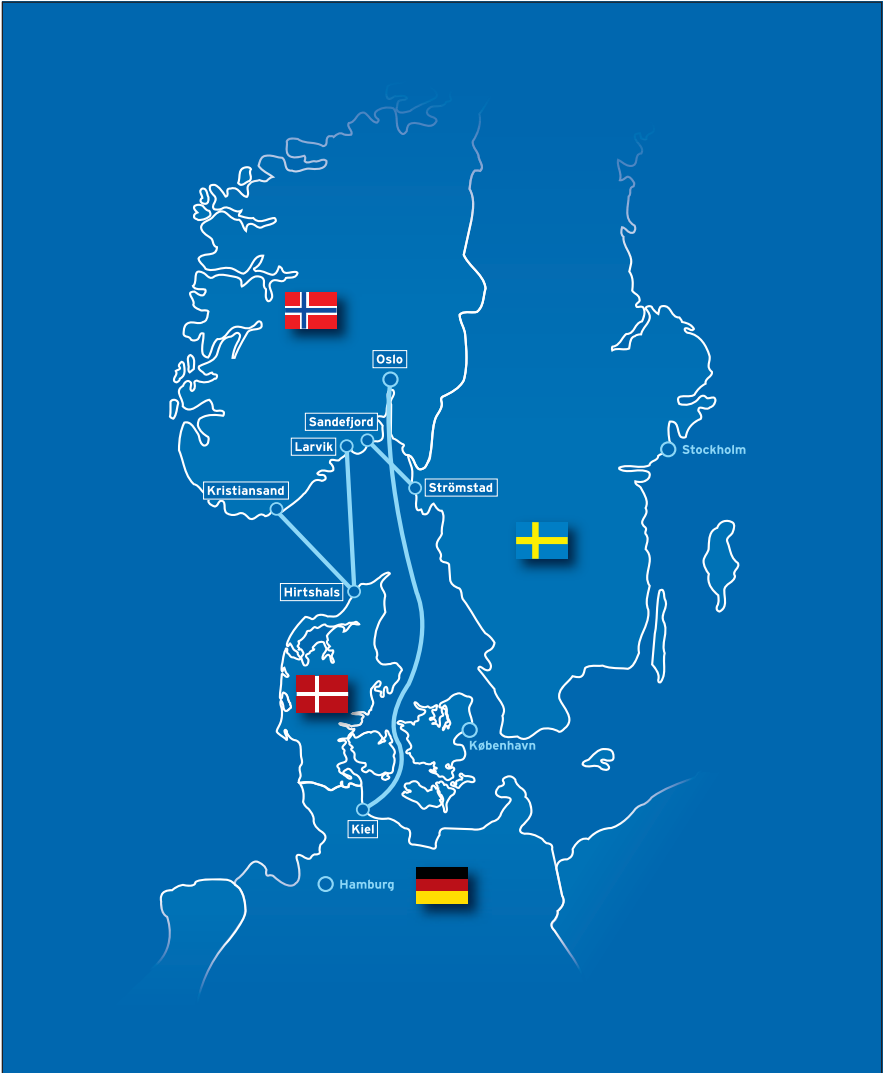 Oslo
Sandefjord
Larvik
Stockholm
Kristiansand
Strömstad
Hirtshals
København
Kiel
Hamburg